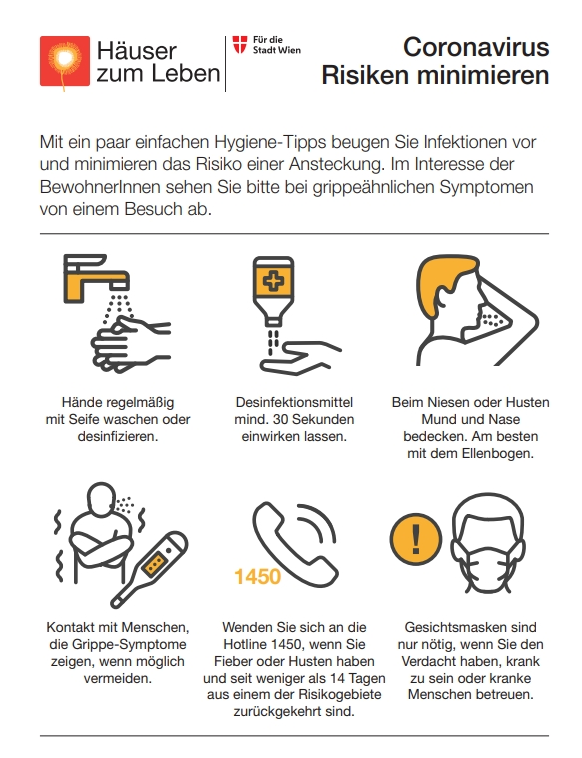 Häuser
zum Leben
Für die
Stadt Wien
Coronavirus
Risiken minimieren
Mit ein paar einfachen Hygiene-Tipps beugen Sie Infektionen vor
und minimieren das Risiko einer Ansteckung. Im Interesse der
BewohnerInnen sehen Sie bitte bei grippeähnlichen Symptomen
von einem Besuch ab.
Hände regelmäßig
mit Seife waschen oder
desinfizieren.
Desinfektionsmittel
mind. 30 Sekunden
einwirken lassen.
Beim Niesen oder Husten
Mund und Nase
bedecken. Am besten
mit dem Ellenbogen.
Kontakt mit Menschen,
die Grippe-Symptome
zeigen, wenn möglich
vermeiden.
1450
Wenden Sie sich an die
Hotline 1450, wenn Sie
Fieber oder Husten haben
und seit weniger als 14 Tagen
aus einem der Risikogebiete
zurückgekehrt sind.
!
Gesichtsmasken sind
nur nötig, wenn Sie den
Verdacht haben, krank
zu sein oder kranke
Menschen betreuen.